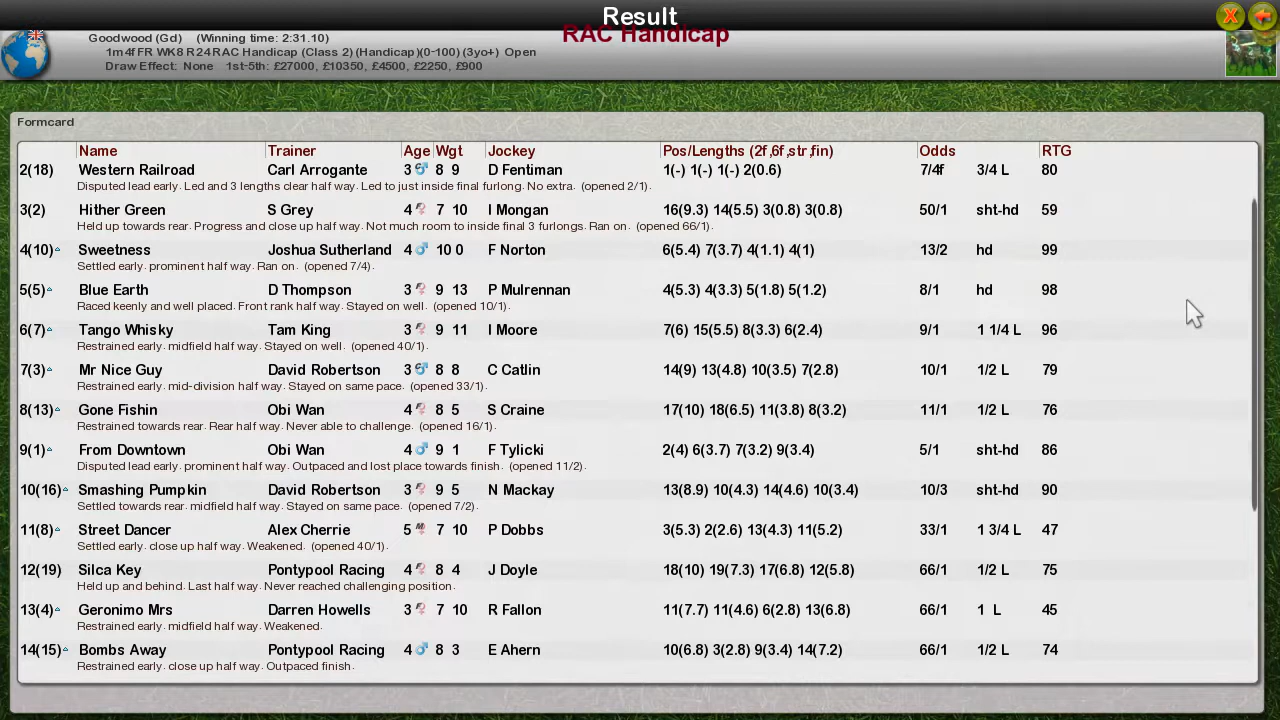 Result
RAC Handicap
Goodwood (Gd) (Winning time: 2:31.10)
1m4fFR WK8 R24RAC Handicap (Class 2) (Handicap)(0-100) (3yo+) Open
Draw Effect: None 1st-5th: £27000, £10350, £4500, £2250, £900
Formcard
Name Trainer Age Wgt Jockey Pos/Lengths (2f,6f,str,fin) Odds RTG
2(18) Western Railroad Carl Arrogante 3 8 9 D Fentiman 1(-) 1(-) 1(-) 2(0.6) 7/4f 3/4 L 80
Disputed lead early. Led and 3 lengths clear half way. Led to just inside final furlong. No extra. (opened 2/1).
3(2) Hither Green S Grey 4 7 10 I Mongan 16(9.3) 14(5.5) 3(0.8) 3(0.8) 50/1 sht-hd 59
Held up towards rear. Progress and close up half way. Not much room to inside final 3 furlongs. Ran on. (opened 66/1).
4(10) Sweetness Joshua Sutherland 4 10 0 F Norton 6(5.4) 7(3.7) 4(1.1) 4(1) 13/2 hd 99
Settled early. prominent half way. Ran on. (opened 7/4).
5(5) Blue Earth D Thompson 3 9 13 P Mulrennan 4(5.3) 4(3.3) 5(1.8) 5(1.2) 8/1 hd 98
Raced keenly and well placed. Front rank half way. Stayed on well. (opened 10/1).
6(7) Tango Whisky Tam King 3 9 11 I Moore 7(6) 15(5.5) 8(3.3) 6(2.4) 9/1 1 1/4 L 96
Restrained early. midfield half way. Stayed on well. (opened 40/1).
7(3) Mr Nice Guy David Robertson 3 8 8 C Catlin 14(9) 13(4.8) 10(3.5) 7(2.8) 10/1 1/2 L 79
Restrained early. mid-division half way. Stayed on same pace. (opened 33/1).
8(13) Gone Fishin Obi Wan 4 8 5 S Craine 17(10) 18(6.5) 11(3.8) 8(3.2) 11/1 1/2 L 76
Restrained towards rear. Rear half way. Never able to challenge. (opened 16/1).
9(1) From Downtown Obi Wan 4 9 1 F Tylicki 2(4) 6(3.7) 7(3.2) 9(3.4) 5/1 sht-hd 86
Disputed lead early. prominent half way. Outpaced and lost place towards finish. (opened 11/2).
10(16) Smashing Pumpkin David Robertson 3 9 5 N Mackay 13(8.9) 10(4.3) 14(4.6) 10(3.4) 10/3 sht-hd 90
Settled towards rear. midfield half way. Stayed on same pace. (opened 7/2).
11(8) Street Dancer Alex Cherrie 5 7 10 P Dobbs 3(5.3) 2(2.6) 13(4.3) 11(5.2) 33/1 1 3/4 L 47
Settled early. close up half way. Weakened. (opened 40/1).
12(19) Silca Key Pontypool Racing 4 8 4 J Doyle 18(10) 19(7.3) 17(6.8) 12(5.8) 66/1 1/2 L 75
Held up and behind. Last half way. Never reached challenging position.
13(4) Geronimo Mrs Darren Howells 3 7 10 R Fallon 11(7.7) 11(4.6) 6(2.8) 13(6.8) 66/1 1 L 45
Restrained early. midfield half way. Weakened.
14(15) Bombs Away Pontypool Racing 4 8 3 E Ahern 10(6.8) 3(2.8) 9(3.4) 14(7.2) 66/1 1/2 L 74
Restrained early. close up half way. Outpaced finish.